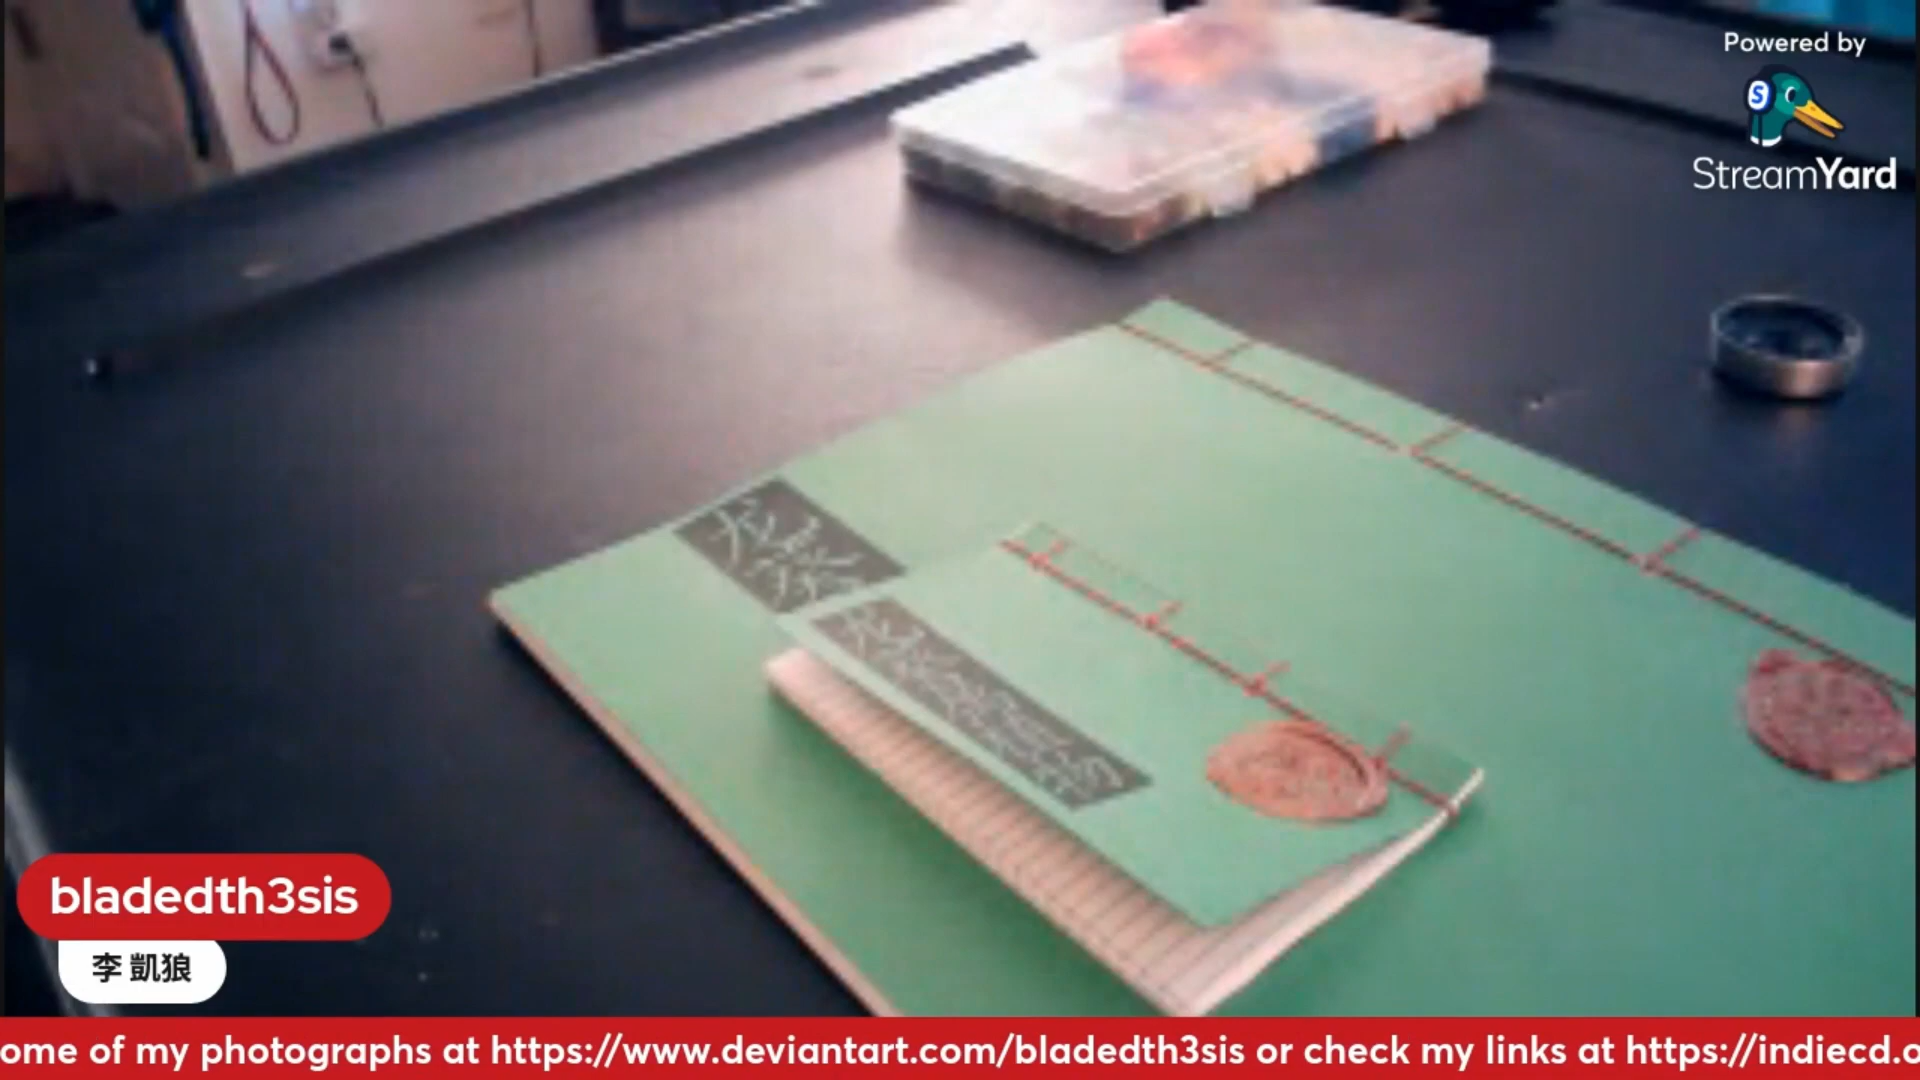 Powered by
S
StreamYard
bladedth3sis
李 凱狼
ome of my photographs at https://www.deviantart.com/bladedth3sis or check my links at https://indiecd.o